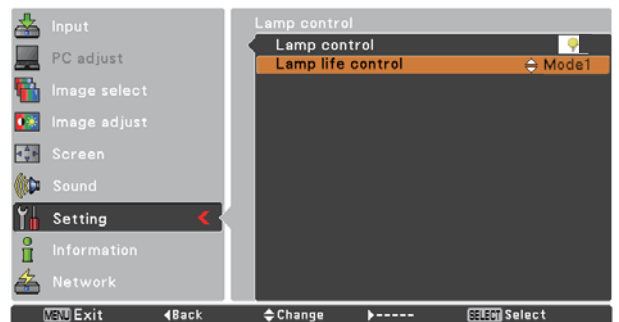 Input
PC adjust
Image select
Image adjust
Screen
Sound
Setting
Information
Network
Lamp control
Lamp control
Lamp life control Mode1
MENU Exit Back Change ----- SELECT Select